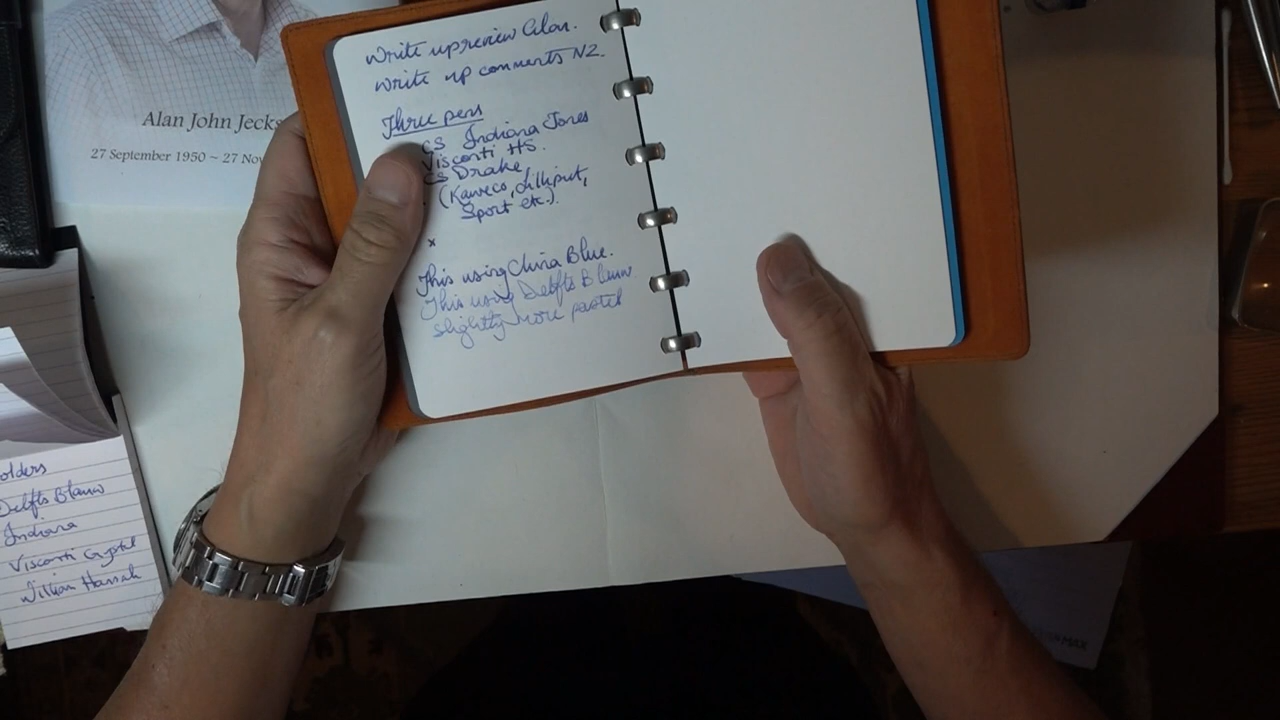 Alan John Jecks
27 September 1950 ~ 27 Nov
Write up review Alan.
Write up comments NZ.
Three pens
CS Indiana Jones
Visconti HS.
CS Drake,
(Kaweco, Lilliput,
Sport etc.).
x
This using China Blue.
This using Delfts Blauw
slightly more pastel
olders
Delfts Blauw
Indiana
Visconti Crystal
William Hannah
MAX